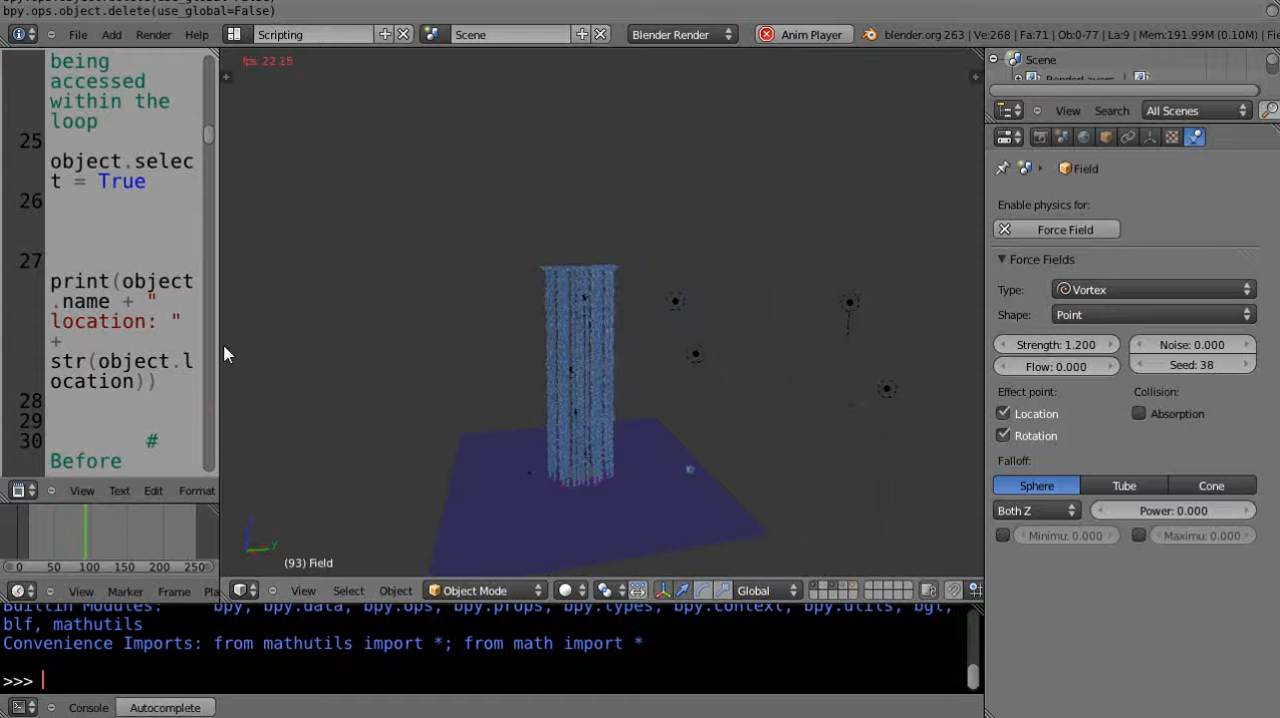 bpy.ops.object.delete(use_global=False)
File Add Render Help Scripting Scene Blender Render Anim Player blender.org 263 | Ve:268 | Fa:71 | Ob:0-77 | La:9 | Mem:191.99M (0.10M) |
being
accessed
within the
loop
25
object.selec
t = True
26
27
print(object
.name + "
location: "
+
str(object.l
ocation))
28
29
30 #
Before
View Text Edit Format
0 50 100 150 200 250
View Marker Frame
fps: 22.15
(93) Field
View Select Object Object Mode Global
Builtin Modules: bpy, bpy.data, bpy.ops, bpy.props, bpy.types, bpy.context, bpy.utils, bgl,
blf, mathutils
Convenience Imports: from mathutils import *; from math import *
>>>
Console Autocomplete
Scene
RenderLayers
View Search All Scenes
Field
Enable physics for:
Force Field
Force Fields
Type: Vortex
Shape: Point
Strength: 1.200 Noise: 0.000
Flow: 0.000 Seed: 38
Effect point: Collision:
Location Absorption
Rotation
Falloff:
Sphere Tube Cone
Both Z Power: 0.000
Minimu: 0.000 Maximu: 0.000